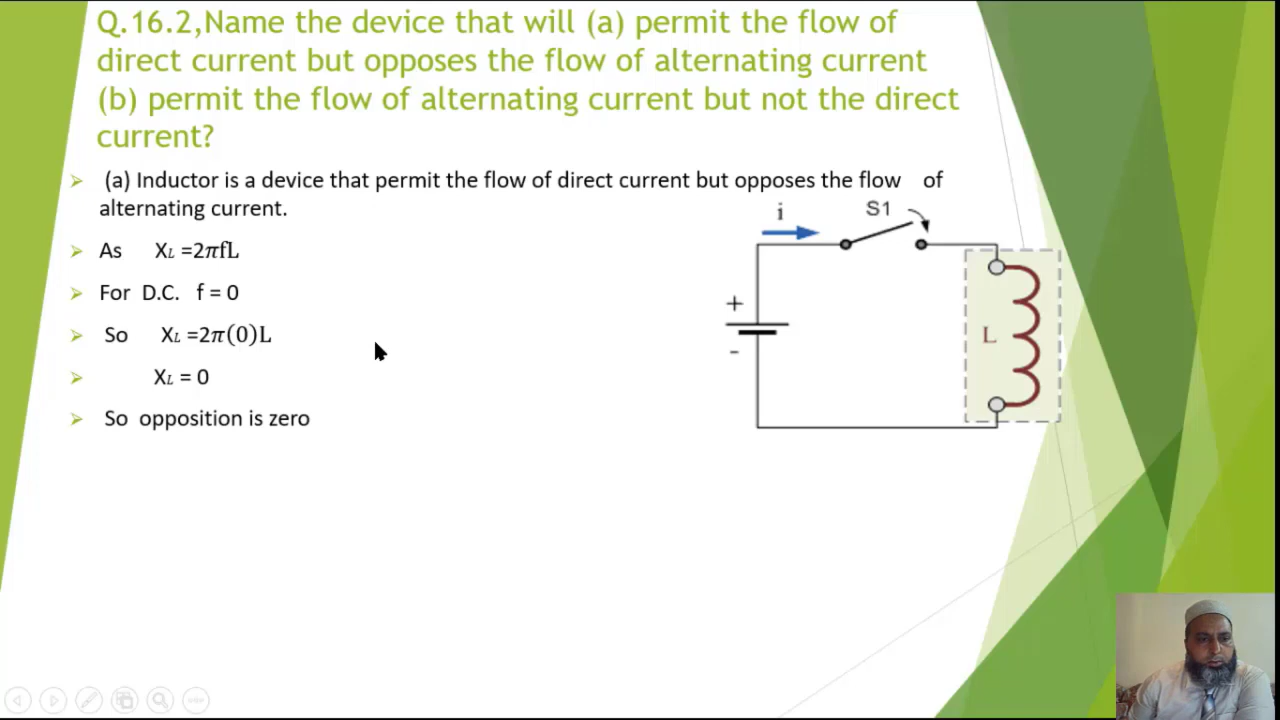 Q.16.2,Name the device that will (a) permit the flow of
direct current but opposes the flow of alternating current
(b) permit the flow of alternating current but not the direct
current?
(a) Inductor is a device that permit the flow of direct current but opposes the flow of
alternating current.
As X_L =2πfL
For D.C. f = 0
So X_L =2π(0)L
X_L = 0
So opposition is zero
i
S1
+
-
L